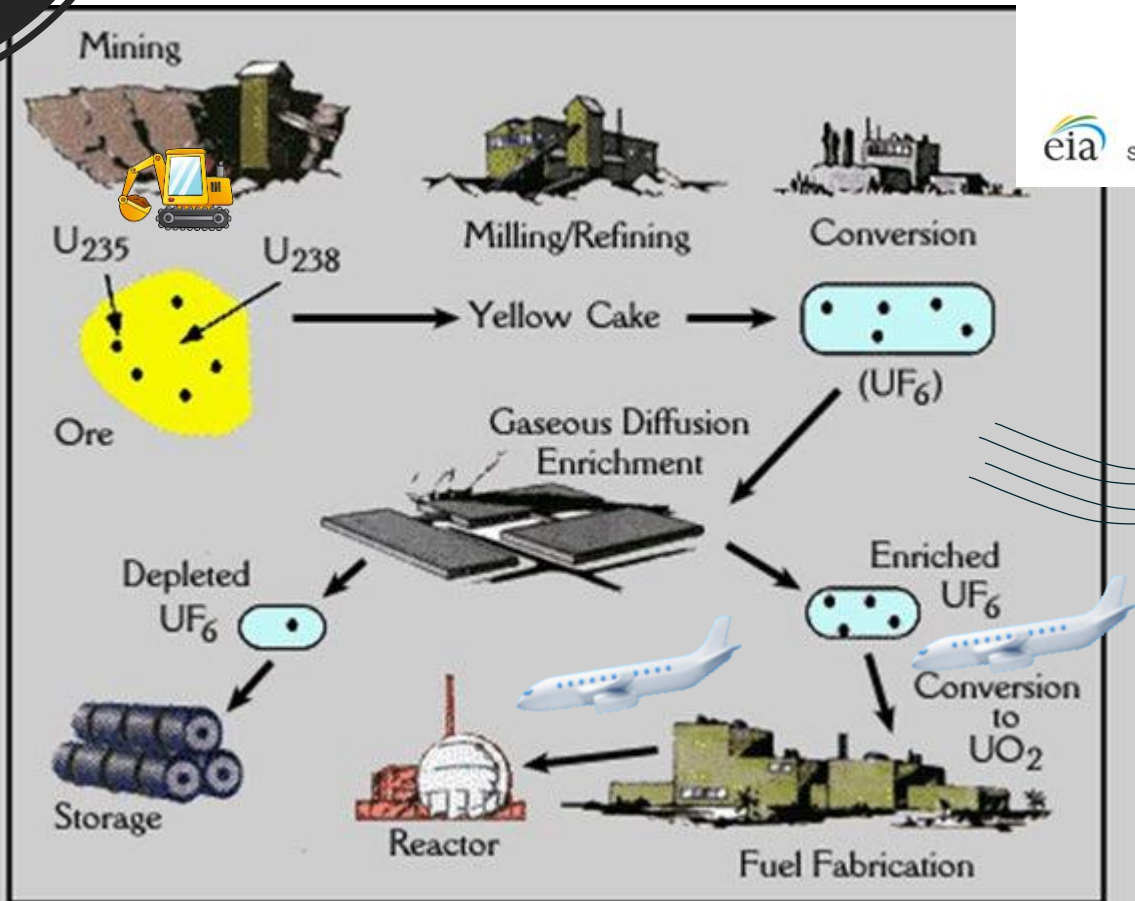 Mining
eia
s
U235
U238
Milling/Refining
Conversion
Yellow Cake
(UF6)
Ore
Gaseous Diffusion
Enrichment
Depleted
UF6
Enriched
UF6
Conversion
to
UO2
Storage
Reactor
Fuel Fabrication